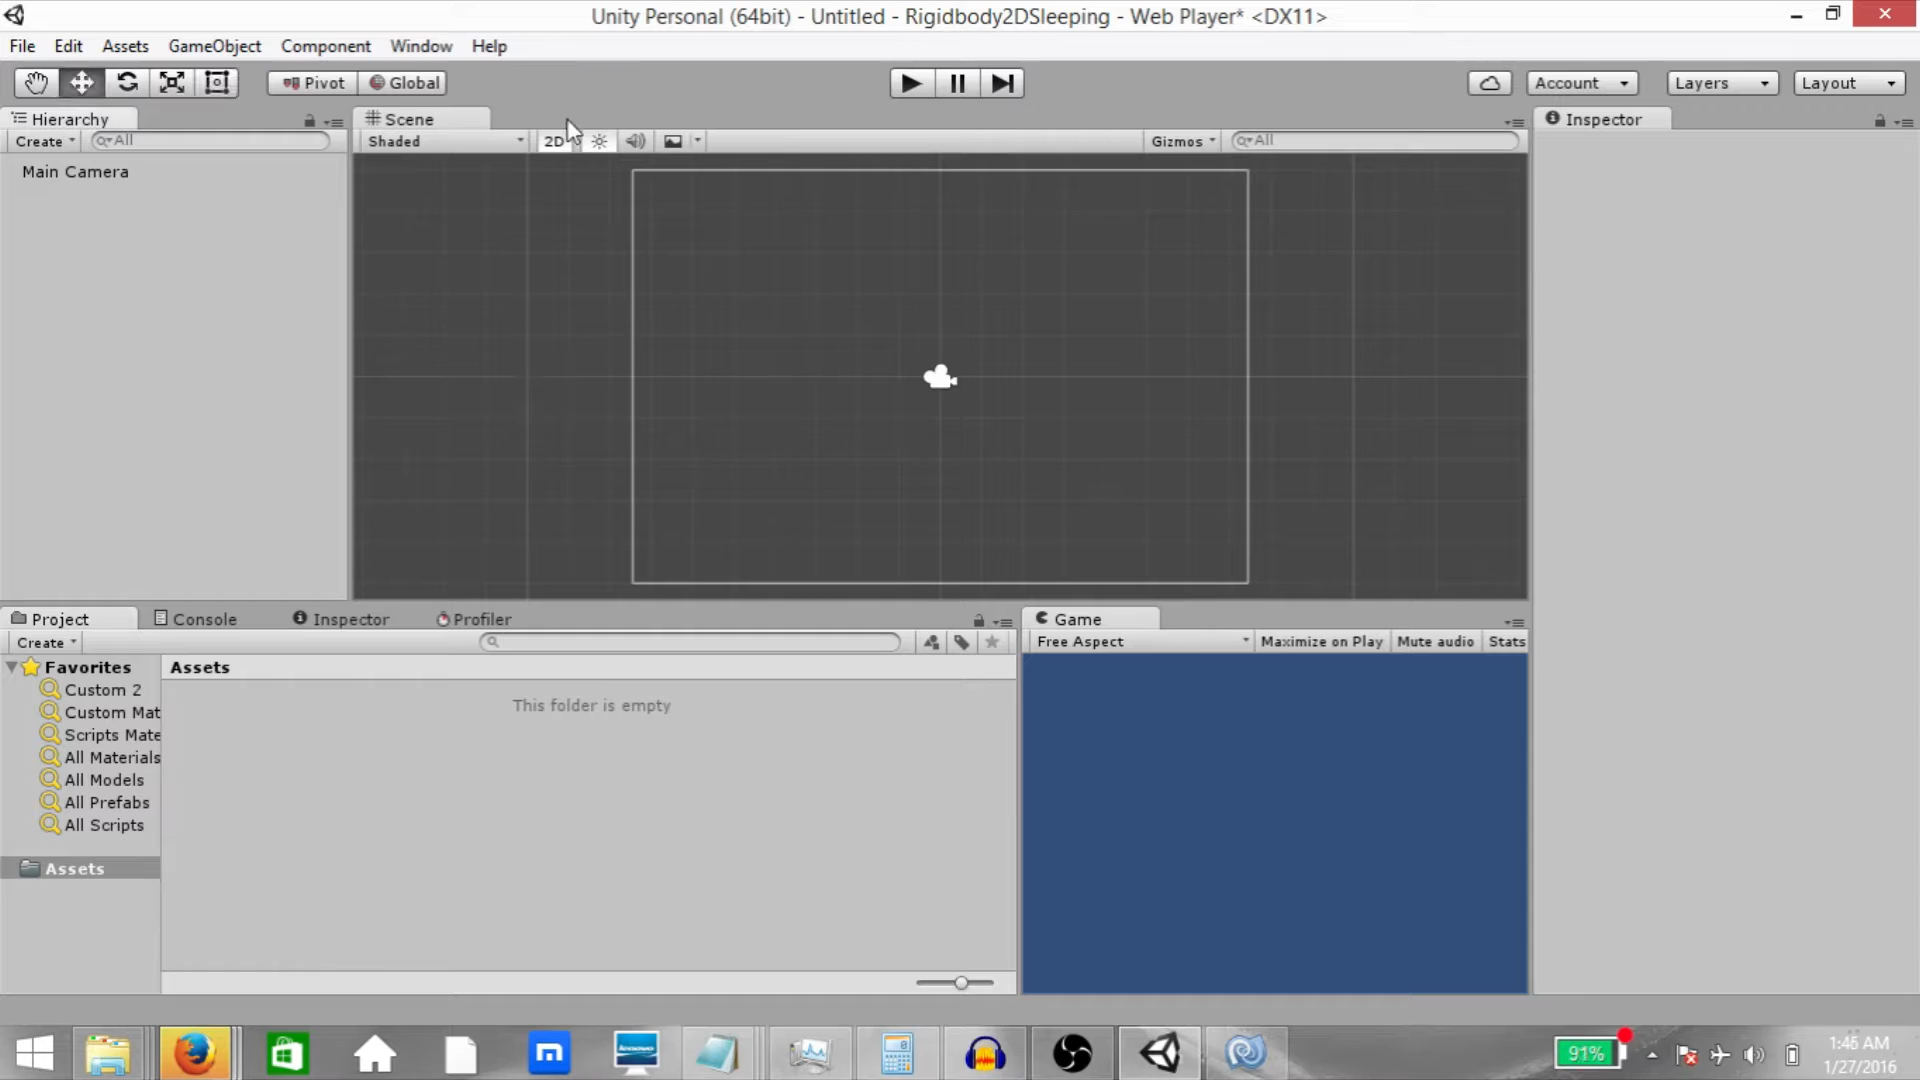 Unity Personal (64bit) - Untitled - Rigidbody2DSleeping - Web Player* <DX11>
File Edit Assets GameObject Component Window Help
Pivot Global Account Layers Layout
Hierarchy Scene Inspector
Create All Shaded 2D Gizmos All
Main Camera
Project Console Inspector Profiler Game
Create Free Aspect Maximize on Play Mute audio Stats
Favorites Assets
Custom 2
Custom Mat
Scripts Mate
All Materials
All Models
All Prefabs
All Scripts
Assets
This folder is empty
m
Lenovo
0
91%
1:45 AM
1/27/2016